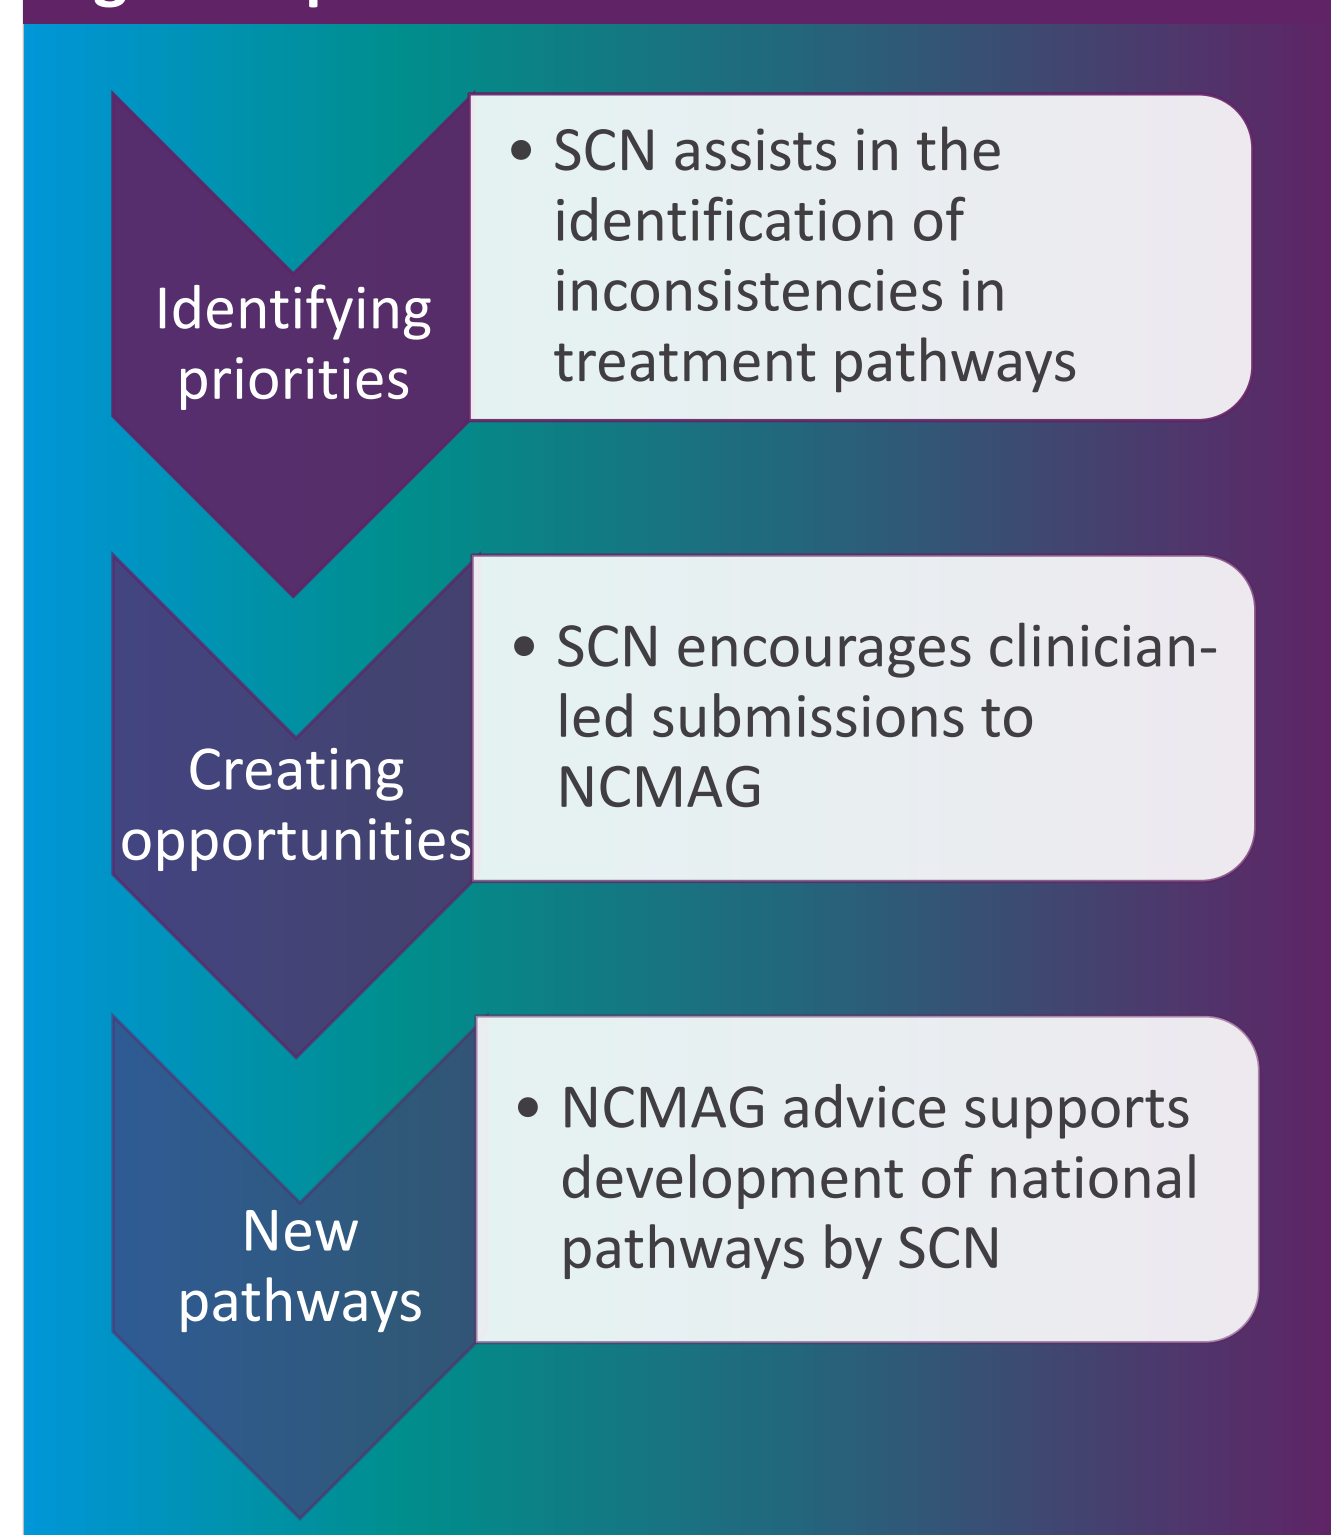 Identifying
priorities
• SCN assists in the
identification of
inconsistencies in
treatment pathways
Creating
opportunities
• SCN encourages clinician-
led submissions to
NCMAG
New
pathways
• NCMAG advice supports
development of national
pathways by SCN